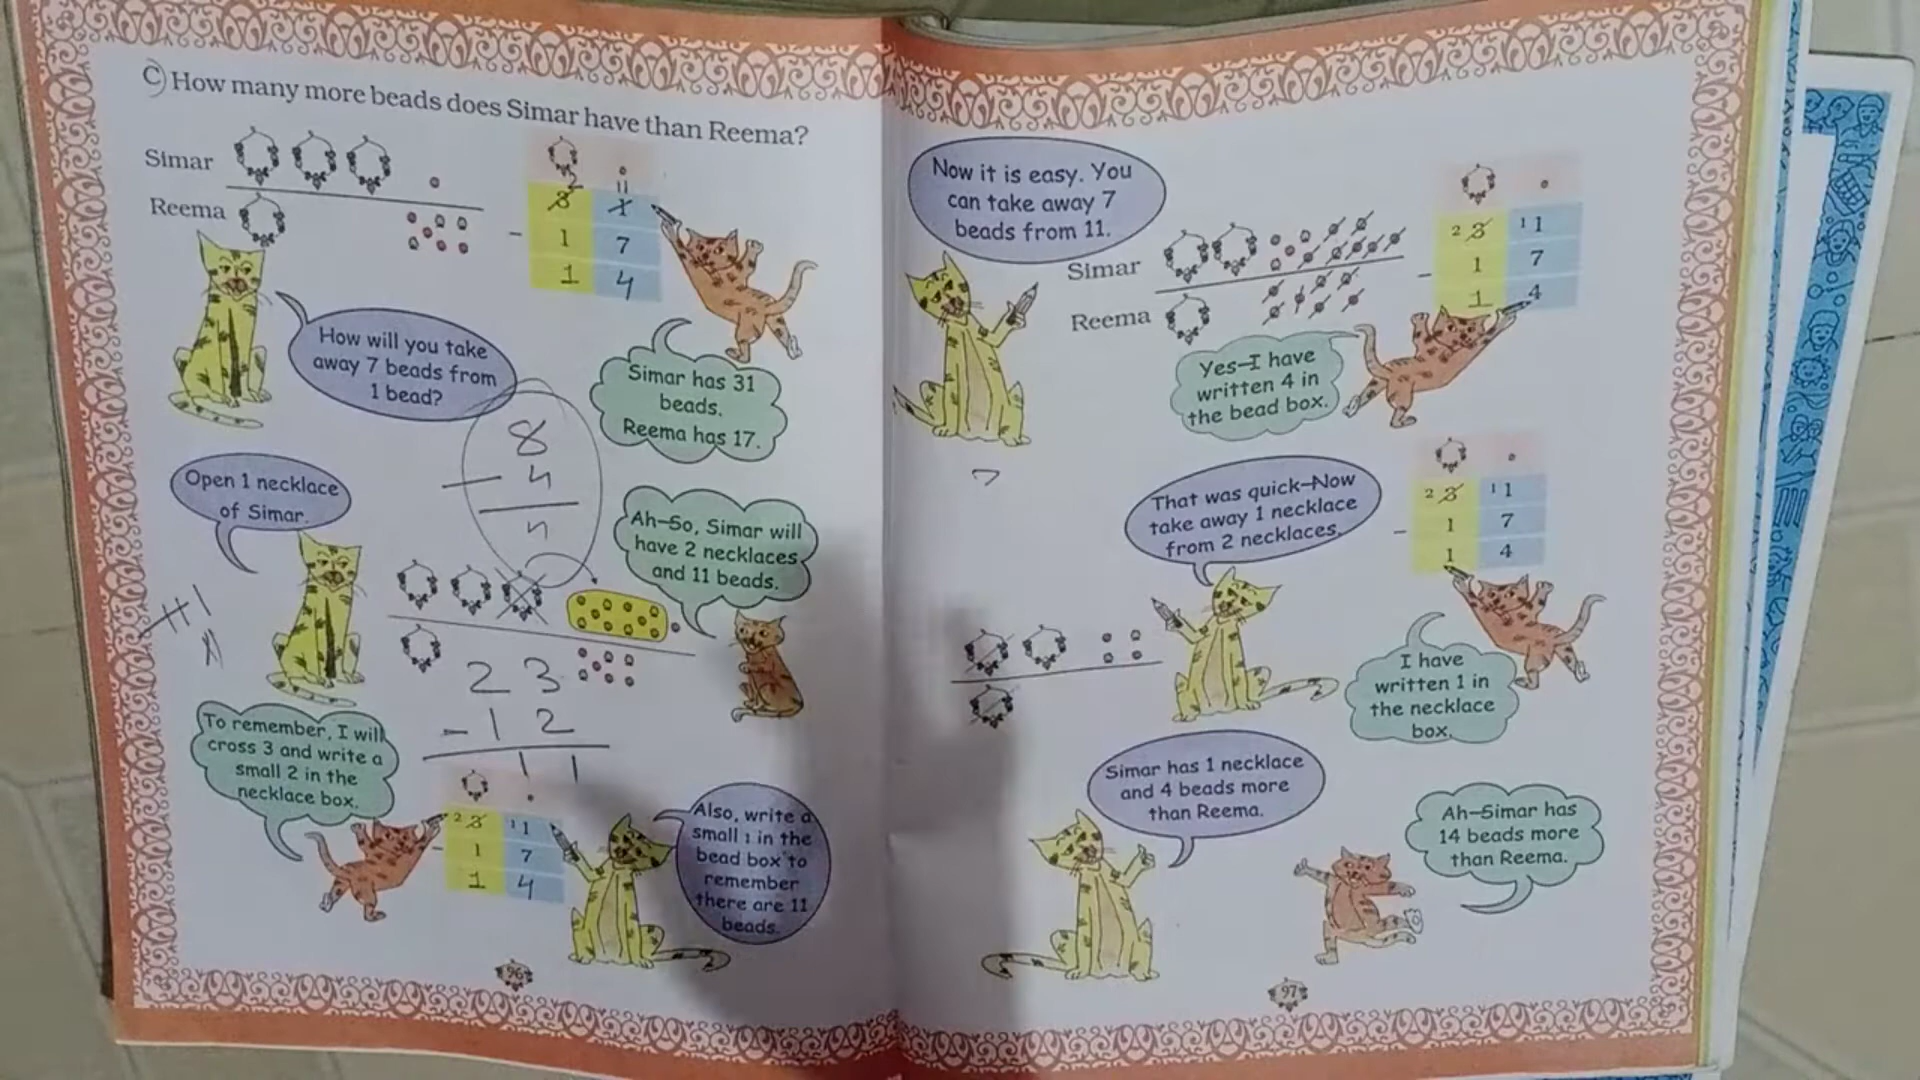 C) How many more beads does Simar have than Reema?
Simar
Reema
2 11
3 1
- 1 7
1 4
How will you take
away 7 beads from
1 bead?
Simar has 31
beads.
Reema has 17.
8
- 4
4
Open 1 necklace
of Simar.
Ah—So, Simar will
have 2 necklaces
and 11 beads.
2 3
- 1 2
1 1
To remember, I will
cross 3 and write a
small 2 in the
necklace box.
2 3 1 1
- 1 7
1 4
Also, write a
small 1 in the
bead box to
remember
there are 11
beads.
96
Now it is easy. You
can take away 7
beads from 11.
Simar
Reema
2 3 1 1
- 1 7
1 4
Yes—I have
written 4 in
the bead box.
That was quick—Now
take away 1 necklace
from 2 necklaces.
2 3 1 1
- 1 7
1 4
I have
written 1 in
the necklace
box.
Simar has 1 necklace
and 4 beads more
than Reema.
Ah—Simar has
14 beads more
than Reema.
97